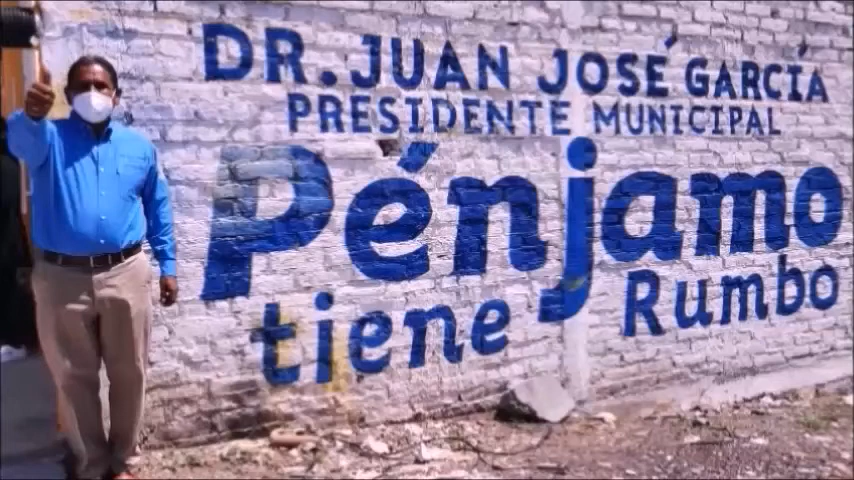 DR. JUAN JOSÉ GARCÍA
PRESIDENTE MUNICIPAL
Pénjamo
tiene Rumbo